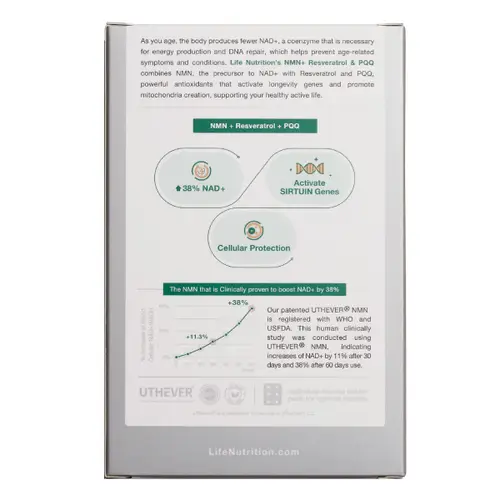 As you age, the body produces fewer NAD+, a coenzyme that is necessary
for energy production and DNA repair, which helps prevent age-related
symptoms and conditions. Life Nutrition's NMN+ Resveratrol & PQQ
combines NMN, the precursor to NAD+ with Resveratrol and PQQ,
powerful antioxidants that activate longevity genes and promote
mitochondria creation, supporting your healthy active life.
NMN + Resveratrol + PQQ
38% NAD+
Activate
SIRTUIN Genes
Cellular Protection
The NMN that is Clinically proven to boost NAD+ by 38%
+38%
+11.3%
Our patented UTHEVER® NMN
is registered with WHO and
USFDA. This human clinically
study was conducted using
UTHEVER® NMN, indicating
increases of NAD+ by 11% after 30
days and 38% after 60 days use.
UTHEVER
LifeNutrition.com